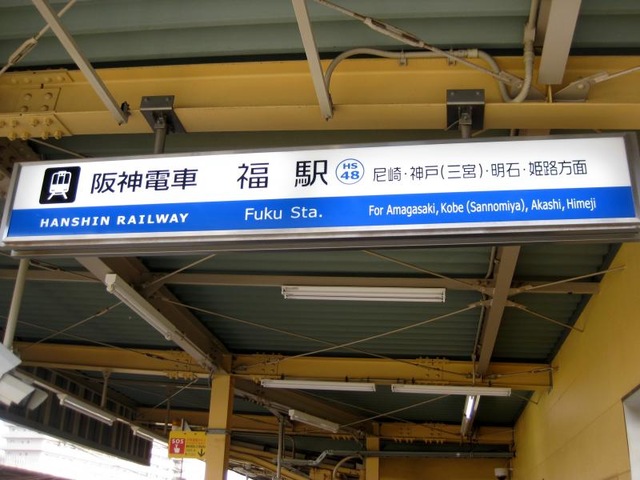 阪神電車 福駅 HS 48 尼崎・神戸(三宮)・明石・姫路方面
HANSHIN RAILWAY Fuku Sta. For Amagasaki, Kobe (Sannomiya), Akashi, Himeji
SOS